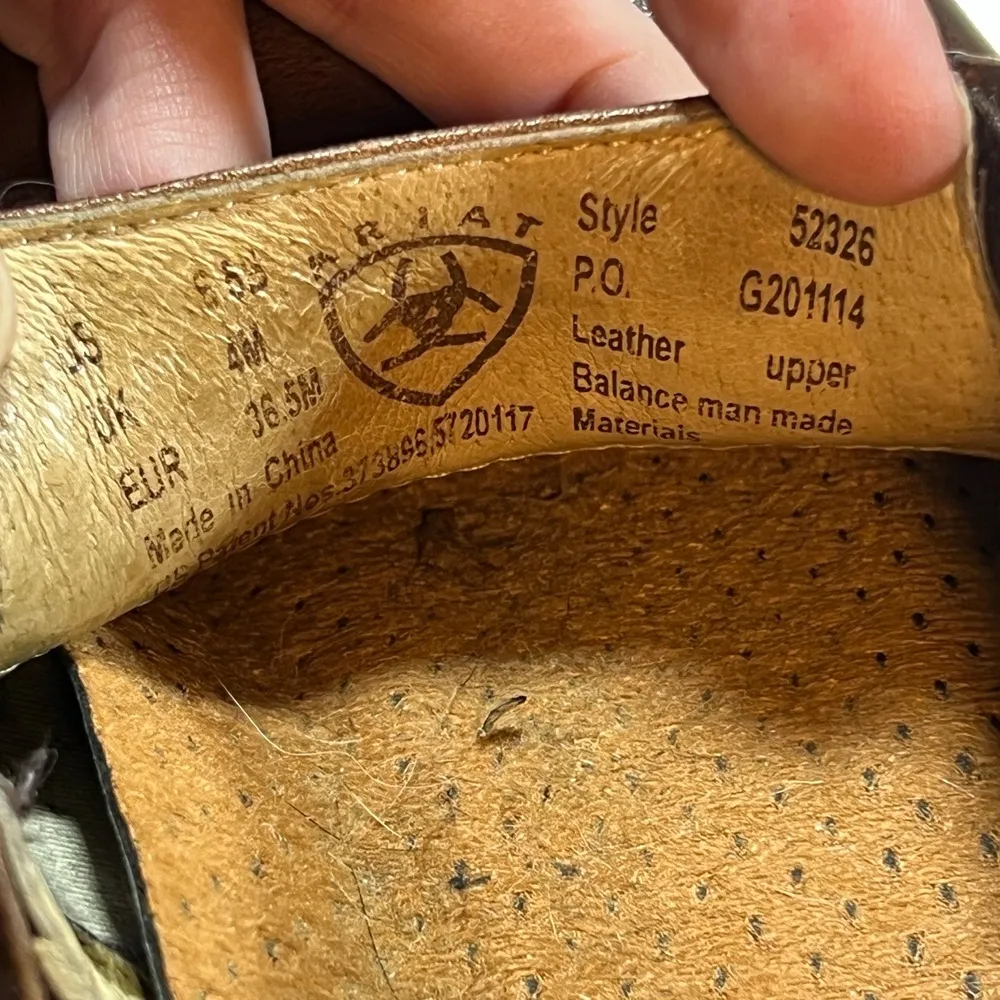 US 6.5B
UK 4M
EUR 36.5M
Made in China
Patent Nos.373896,5720117
ARIAT
Style 52326
P.O. G201114
Leather upper
Balance man made
Materials